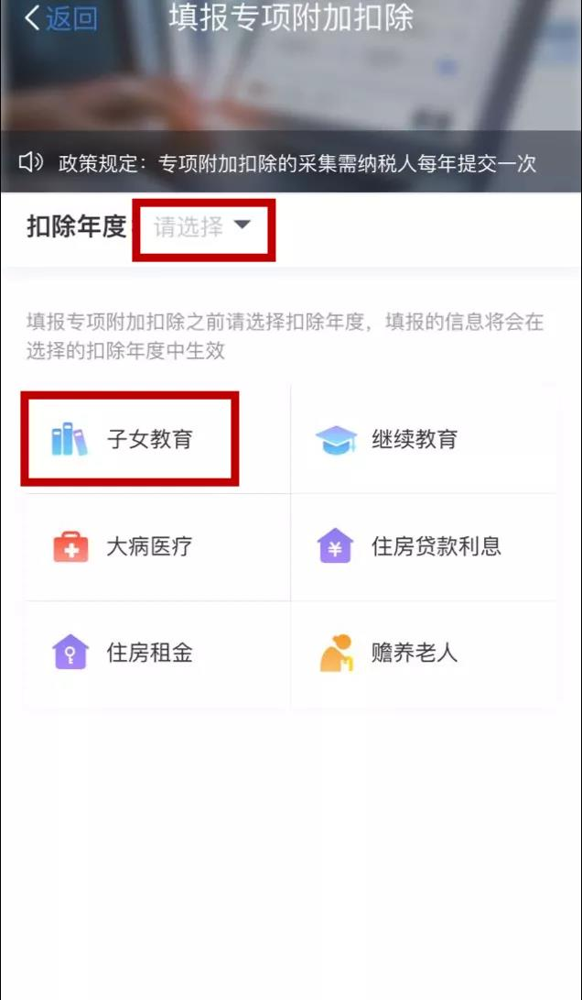 返回
填报专项附加扣除
政策规定：专项附加扣除的采集需纳税人每年提交一次
扣除年度
请选择
填报专项附加扣除之前请选择扣除年度，填报的信息将会在
选择的扣除年度中生效
子女教育
继续教育
大病医疗
住房贷款利息
住房租金
赡养老人